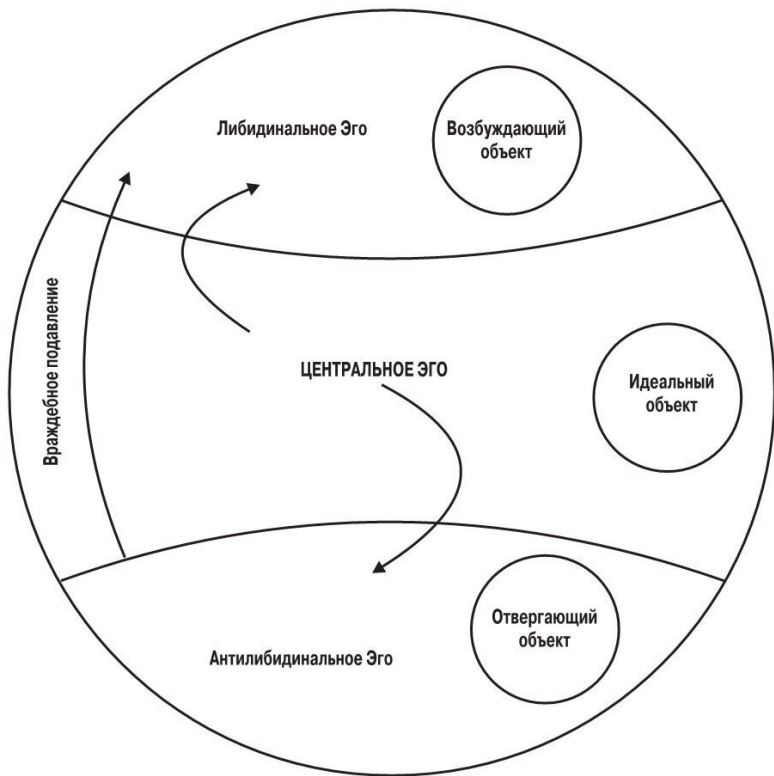 Либидинальное Эго
Возбуждающий
объект
Враждебное подавление
ЦЕНТРАЛЬНОЕ ЭГО
Идеальный
объект
Отвергающий
объект
Антилибидинальное Эго